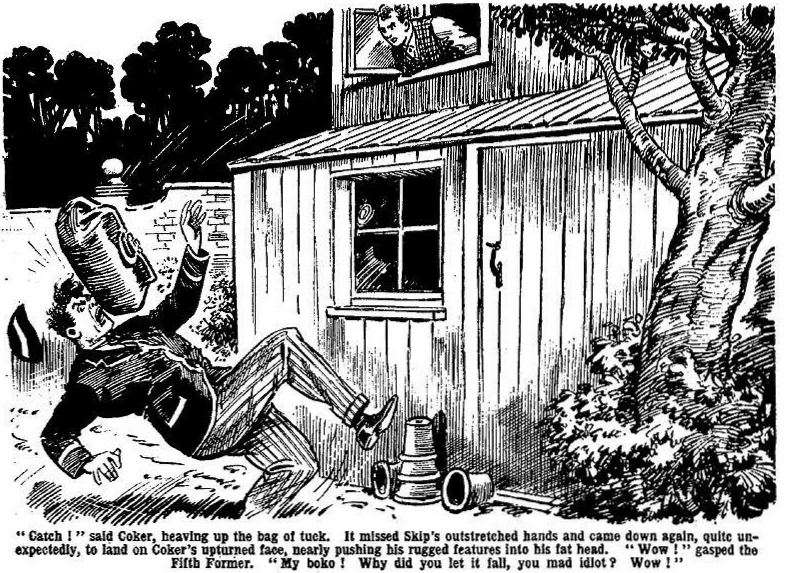 “ Catch ! ” said Coker, heaving up the bag of tuck. It missed Skip’s outstretched hands and came down again, quite un-
expectedly, to land on Coker’s upturned face, nearly pushing his rugged features into his fat head. “ Wow ! ” gasped the
Fifth Former. “ My boko ! Why did you let it fall, you mad idiot ? Wow ! ”